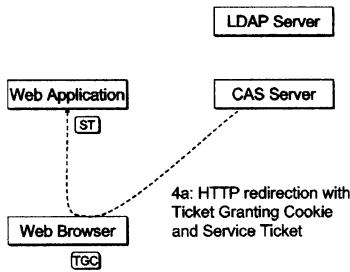 LDAP Server
Web Application
CAS Server
ST
4a: HTTP redirection with
Ticket Granting Cookie
and Service Ticket
Web Browser
TGC